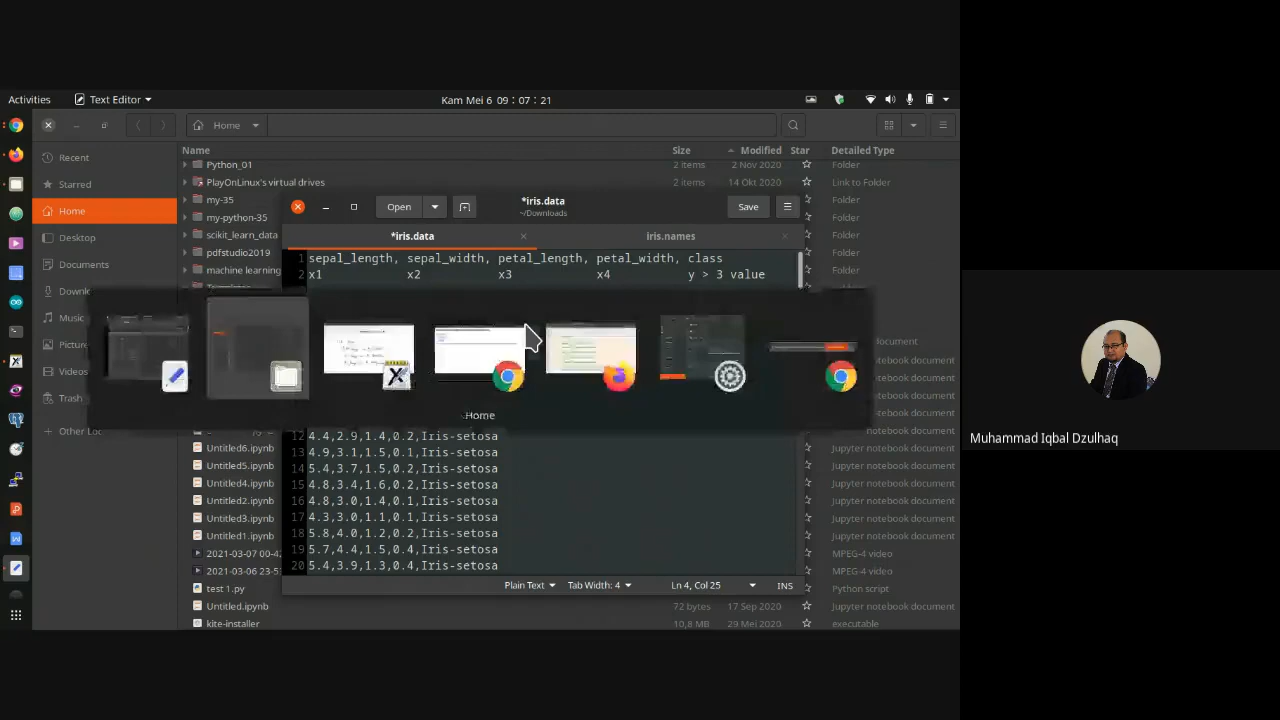 Activities
Text Editor
Kam Mei 6 09:07:21
Home
Recent
Starred
Home
Desktop
Documents
Music
Videos
Trash
Name Size Modified Star Detailed Type
Python_01 2 items 2 Nov 2020 Folder
PlayOnLinux's virtual drives 2 items 14 Okt 2020 Link to Folder
my-35 Folder
my-python-35 Folder
scikit_learn_data Folder
pdfstudio2019 Folder
machine learning Folder
Open
*iris.data
~/Downloads
Save
*iris.data
iris.names
1 sepal_length, sepal_width, petal_length, petal_width, class
2 x1 x2 x3 x4 y > 3 value
Home
12 4.4,2.9,1.4,0.2,Iris-setosa
13 4.9,3.1,1.5,0.1,Iris-setosa
14 5.4,3.7,1.5,0.2,Iris-setosa
15 4.8,3.4,1.6,0.2,Iris-setosa
16 4.8,3.0,1.4,0.1,Iris-setosa
17 4.3,3.0,1.1,0.1,Iris-setosa
18 5.8,4.0,1.2,0.2,Iris-setosa
19 5.7,4.4,1.5,0.4,Iris-setosa
20 5.4,3.9,1.3,0.4,Iris-setosa
Plain Text Tab Width: 4 Ln 4, Col 25 INS
Untitled6.ipynb Jupyter notebook document
Untitled5.ipynb Jupyter notebook document
Untitled4.ipynb Jupyter notebook document
Untitled2.ipynb Jupyter notebook document
Untitled3.ipynb Jupyter notebook document
Untitled1.ipynb Jupyter notebook document
2021-03-07 00-4 MPEG-4 video
2021-03-06 23-5 MPEG-4 video
test 1.py Python script
Untitled.ipynb 72 bytes 17 Sep 2020 Jupyter notebook document
kite-installer 10,8 MB 29 Mei 2020 executable
Muhammad Iqbal Dzulhaq